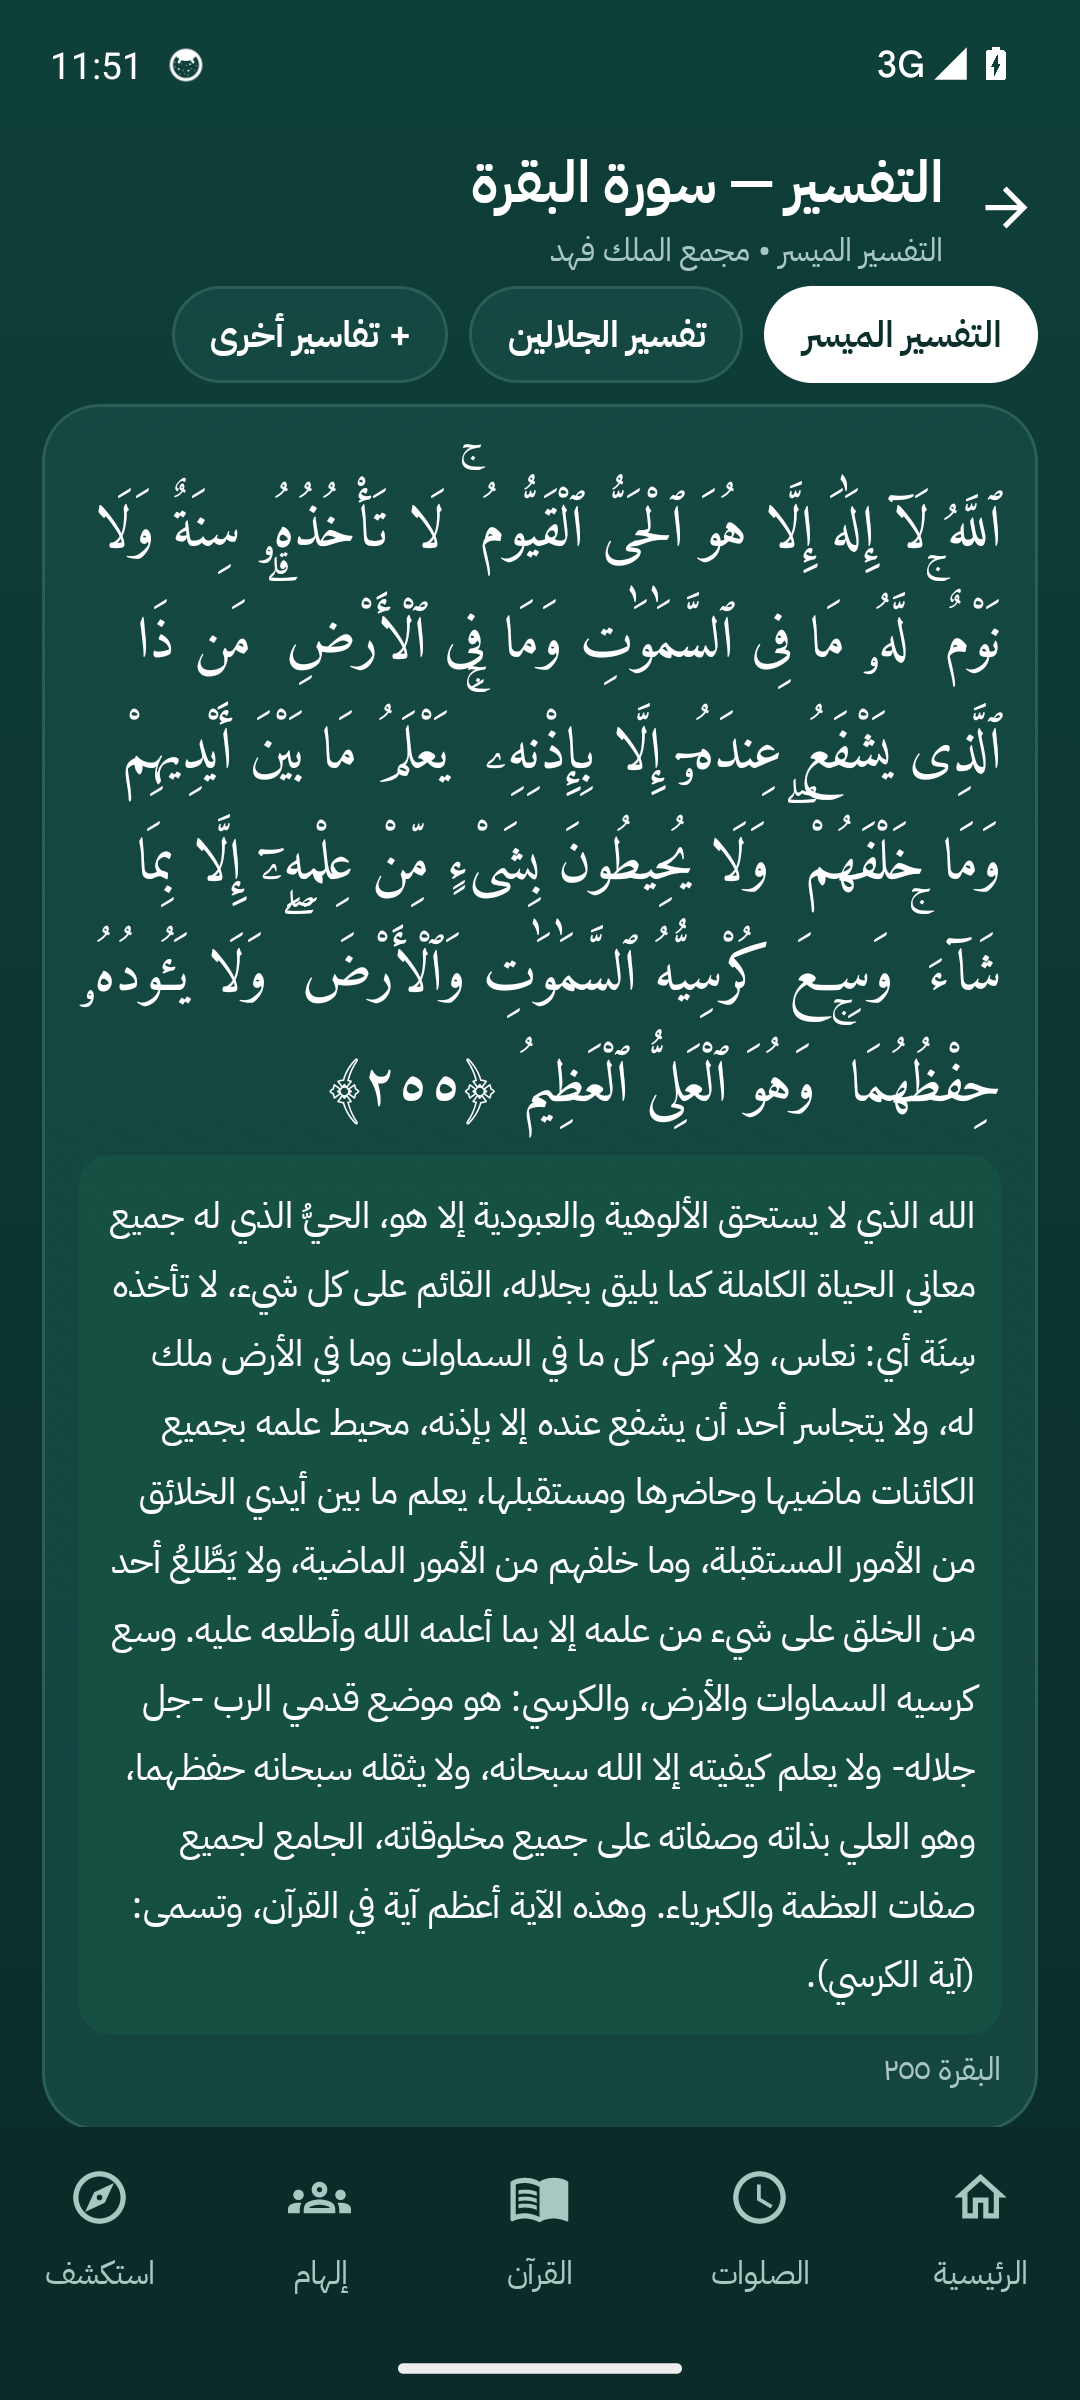 11:51
3G
التفسير — سورة البقرة
التفسير الميسر • مجمع الملك فهد
التفسير الميسر
تفسير الجلالين
+ تفاسير أخرى
ٱللَّهُ لَآ إِلَٰهَ إِلَّا هُوَ ٱلْحَىُّ ٱلْقَيُّومُ ۚ لَا تَأْخُذُهُۥ سِنَةٌ وَلَا
نَوْمٌ ۚ لَّهُۥ مَا فِى ٱلسَّمَٰوَٰتِ وَمَا فِى ٱلْأَرْضِ ۗ مَن ذَا
ٱلَّذِى يَشْفَعُ عِندَهُۥٓ إِلَّا بِإِذْنِهِۦ ۚ يَعْلَمُ مَا بَيْنَ أَيْدِيهِمْ
وَمَا خَلْفَهُمْ ۖ وَلَا يُحِيطُونَ بِشَىْءٍ مِّنْ عِلْمِهِۦٓ إِلَّا بِمَا
شَآءَ ۚ وَسِعَ كُرْسِيُّهُ ٱلسَّمَٰوَٰتِ وَٱلْأَرْضَ ۖ وَلَا يَـُٔودُهُۥ
حِفْظُهُمَا ۚ وَهُوَ ٱلْعَلِىُّ ٱلْعَظِيمُ ﴿٢٥٥﴾
الله الذي لا يستحق الألوهية والعبودية إلا هو، الحيُّ الذي له جميع
معاني الحياة الكاملة كما يليق بجلاله، القائم على كل شيء، لا تأخذه
سِنَة أي: نعاس، ولا نوم، كل ما في السماوات وما في الأرض ملك
له، ولا يتجاسر أحد أن يشفع عنده إلا بإذنه، محيط علمه بجميع
الكائنات ماضيها وحاضرها ومستقبلها، يعلم ما بين أيدي الخلائق
من الأمور المستقبلة، وما خلفهم من الأمور الماضية، ولا يَطَّلعُ أحد
من الخلق على شيء من علمه إلا بما أعلمه الله وأطلعه عليه. وسع
كرسيه السماوات والأرض، والكرسي: هو موضع قدمي الرب -جل
جلاله- ولا يعلم كيفيته إلا الله سبحانه، ولا يثقله سبحانه حفظهما،
وهو العلي بذاته وصفاته على جميع مخلوقاته، الجامع لجميع
صفات العظمة والكبرياء. وهذه الآية أعظم آية في القرآن، وتسمى:
(آية الكرسي).
البقرة ٢٥٥
الرئيسية
الصلوات
القرآن
إلهام
استكشف